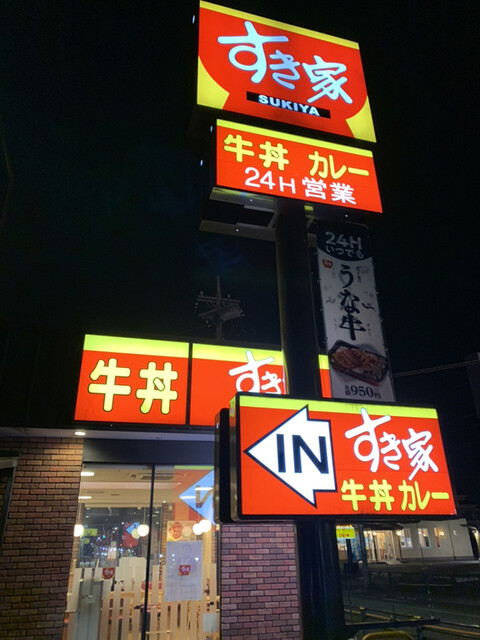 すき家
SUKIYA
牛丼 カレー
24H 営業
24H
いつでも
うな牛
950円
牛丼
すき
IN
すき家
牛丼 カレー